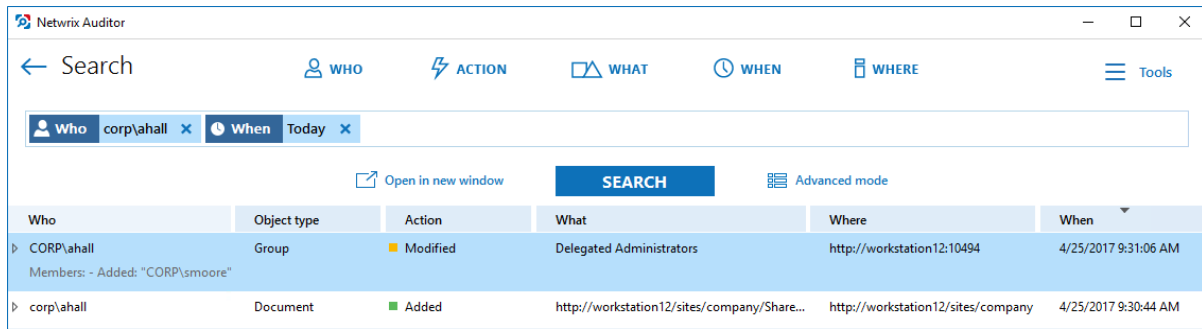 Netwrix Auditor
Search WHO ACTION WHAT WHEN WHERE Tools
Who corp\ahall When Today
Open in new window SEARCH Advanced mode
Who Object type Action What Where When
CORP\ahall Group Modified Delegated Administrators http://workstation12:10494 4/25/2017 9:31:06 AM
Members: - Added: "CORP\smoore"
corp\ahall Document Added http://workstation12/sites/company/Share... http://workstation12/sites/company 4/25/2017 9:30:44 AM